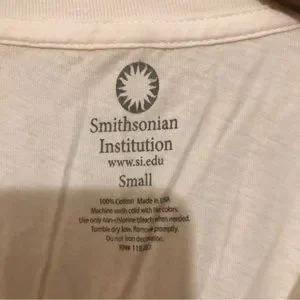 Smithsonian
Institution
www.si.edu
Small
100% Cotton Made in USA
Machine wash cold with like colors.
Use only non-chlorine bleach when needed.
Tumble dry low. Remove promptly.
Do not iron decoration.
RN#